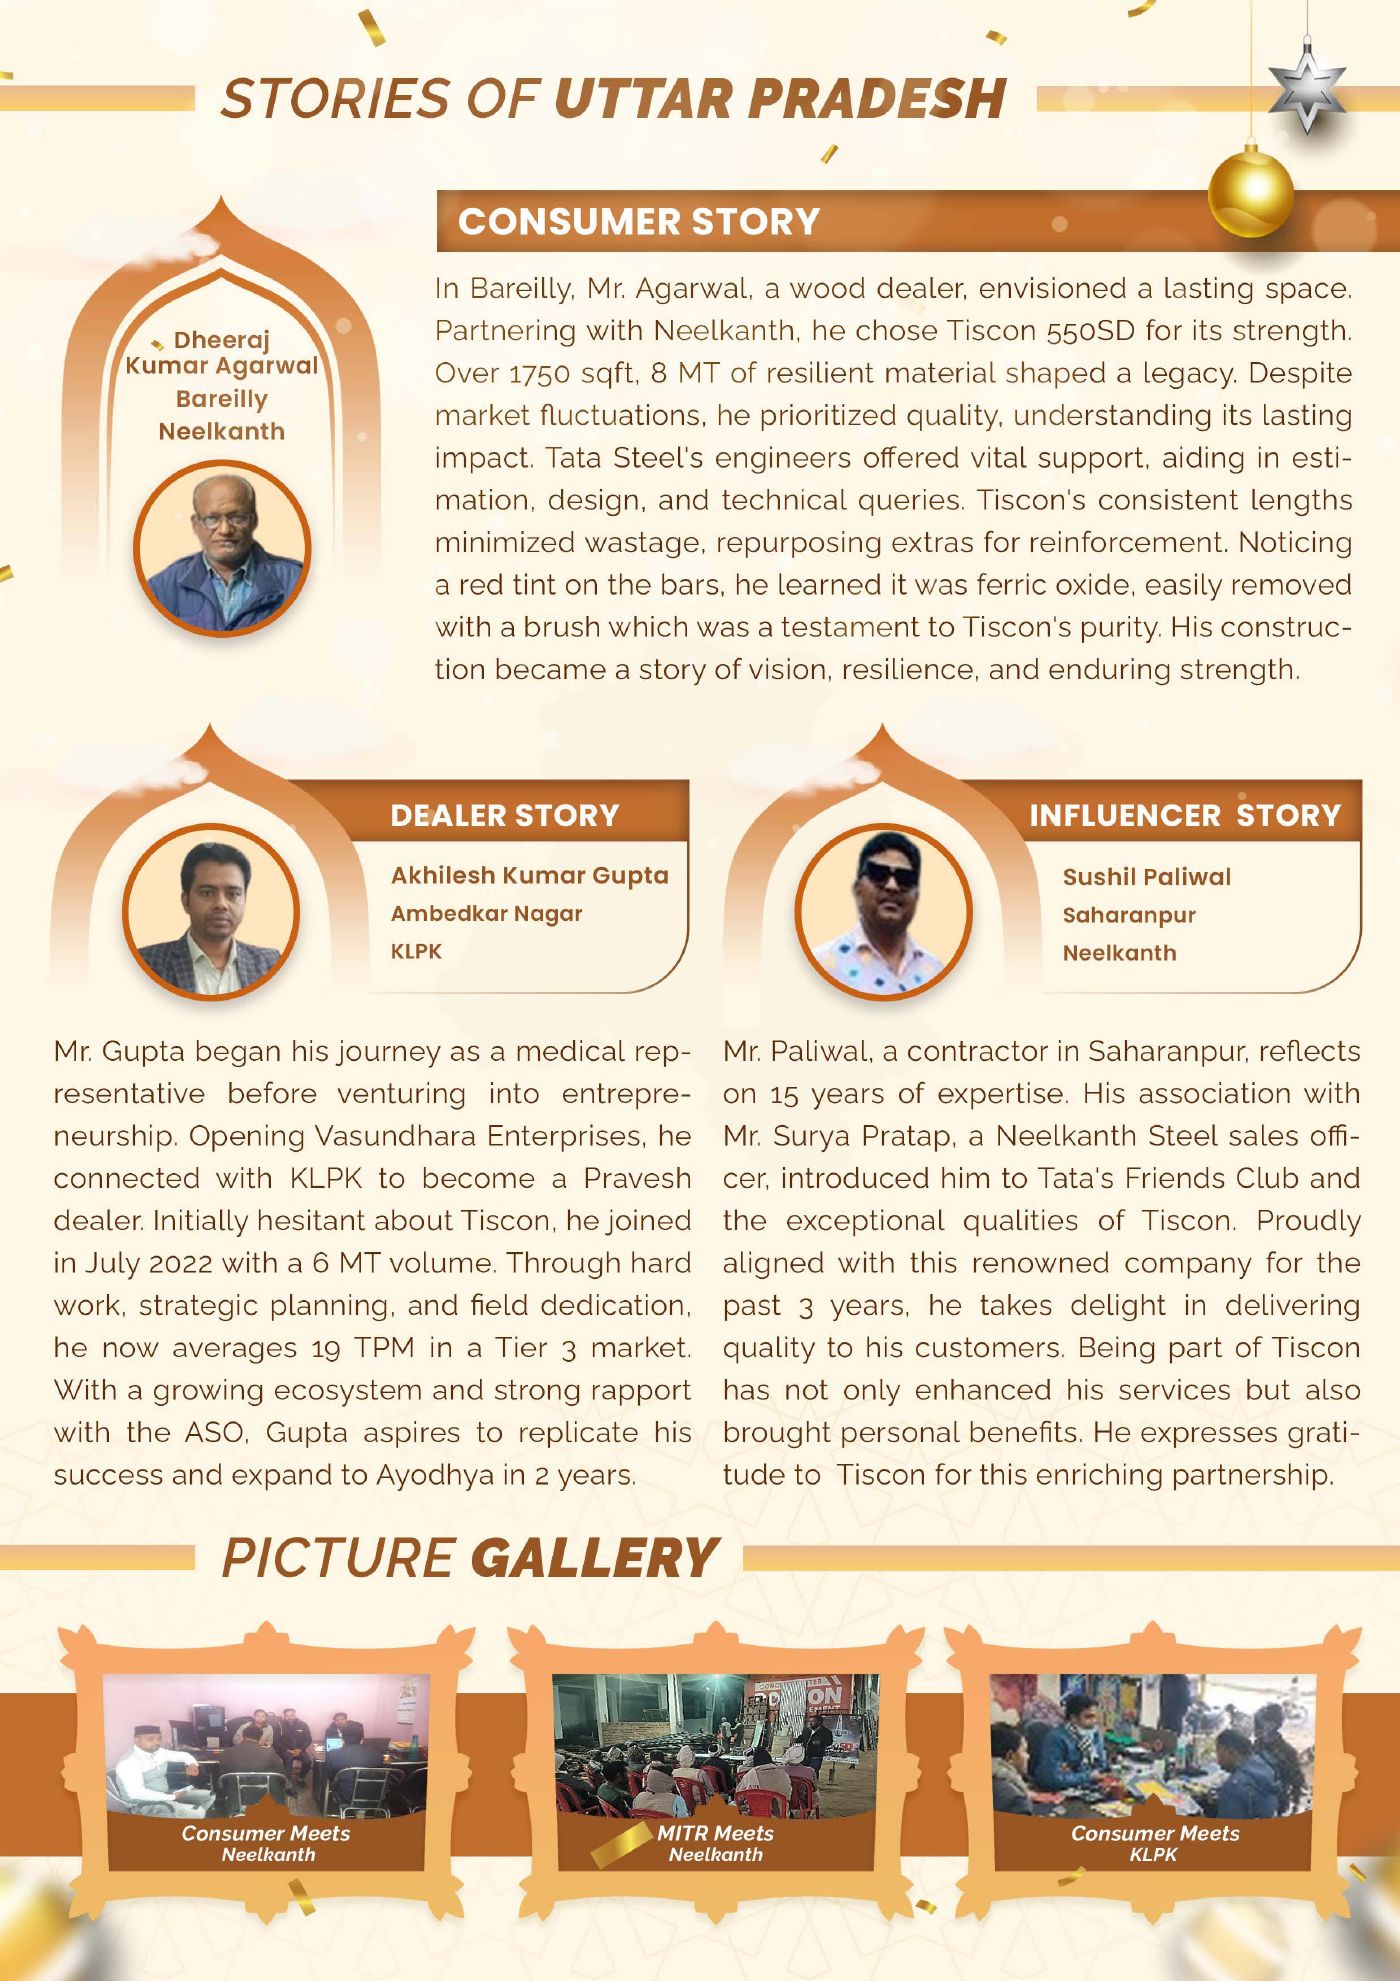 STORIES OF UTTAR PRADESH
CONSUMER STORY
Dheeraj
Kumar Agarwal
Bareilly
Neelkanth
In Bareilly, Mr. Agarwal, a wood dealer, envisioned a lasting space.
Partnering with Neelkanth, he chose Tiscon 550SD for its strength.
Over 1750 sqft, 8 MT of resilient material shaped a legacy. Despite
market fluctuations, he prioritized quality, understanding its lasting
impact. Tata Steel's engineers offered vital support, aiding in esti-
mation, design, and technical queries. Tiscon's consistent lengths
minimized wastage, repurposing extras for reinforcement. Noticing
a red tint on the bars, he learned it was ferric oxide, easily removed
with a brush which was a testament to Tiscon's purity. His construc-
tion became a story of vision, resilience, and enduring strength.
DEALER STORY
Akhilesh Kumar Gupta
Ambedkar Nagar
KLPK
Mr. Gupta began his journey as a medical rep-
resentative before venturing into entrepre-
neurship. Opening Vasundhara Enterprises, he
connected with KLPK to become a Pravesh
dealer. Initially hesitant about Tiscon, he joined
in July 2022 with a 6 MT volume. Through hard
work, strategic planning, and field dedication,
he now averages 19 TPM in a Tier 3 market.
With a growing ecosystem and strong rapport
with the ASO, Gupta aspires to replicate his
success and expand to Ayodhya in 2 years.
INFLUENCER STORY
Sushil Paliwal
Saharanpur
Neelkanth
Mr. Paliwal, a contractor in Saharanpur, reflects
on 15 years of expertise. His association with
Mr. Surya Pratap, a Neelkanth Steel sales offi-
cer, introduced him to Tata's Friends Club and
the exceptional qualities of Tiscon. Proudly
aligned with this renowned company for the
past 3 years, he takes delight in delivering
quality to his customers. Being part of Tiscon
has not only enhanced his services but also
brought personal benefits. He expresses grati-
tude to Tiscon for this enriching partnership.
PICTURE GALLERY
Consumer Meets
Neelkanth
MITR Meets
Neelkanth
Consumer Meets
KLPK